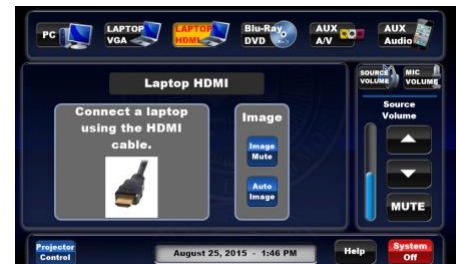 PC
LAPTOP
VGA
LAPTOP
HDMI
Blu-Ray
DVD
AUX
A/V
AUX
Audio
Laptop HDMI
SOURCE
VOLUME
MIC
VOLUME
Connect a laptop
using the HDMI
cable.
Image
Image
Mute
Auto
Image
Source
Volume
MUTE
Projector
Control
August 25, 2015 - 1:46 PM
Help
System
Off